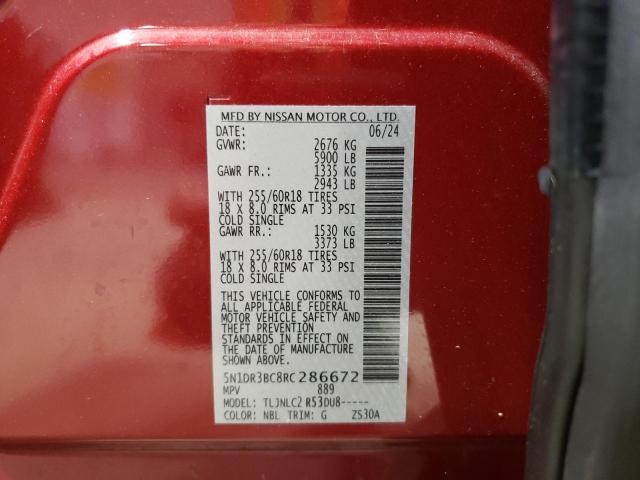 MFD BY NISSAN MOTOR CO., LTD.
DATE: 06/24
GVWR: 2676 KG
5900 LB
GAWR FR.: 1335 KG
2943 LB
WITH 255/60R18 TIRES
18 X 8.0 RIMS AT 33 PSI
COLD SINGLE
GAWR RR.: 1530 KG
3373 LB
WITH 255/60R18 TIRES
18 X 8.0 RIMS AT 33 PSI
COLD SINGLE
THIS VEHICLE CONFORMS TO
ALL APPLICABLE FEDERAL
MOTOR VEHICLE SAFETY AND
THEFT PREVENTION
STANDARDS IN EFFECT ON
THE DATE OF MANUFACTURE
SHOWN ABOVE.
5N1DR3BC8RC286672
MPV 889
MODEL: TLJNLC2 R53DU8-----
COLOR: NBL TRIM: G ZS30A